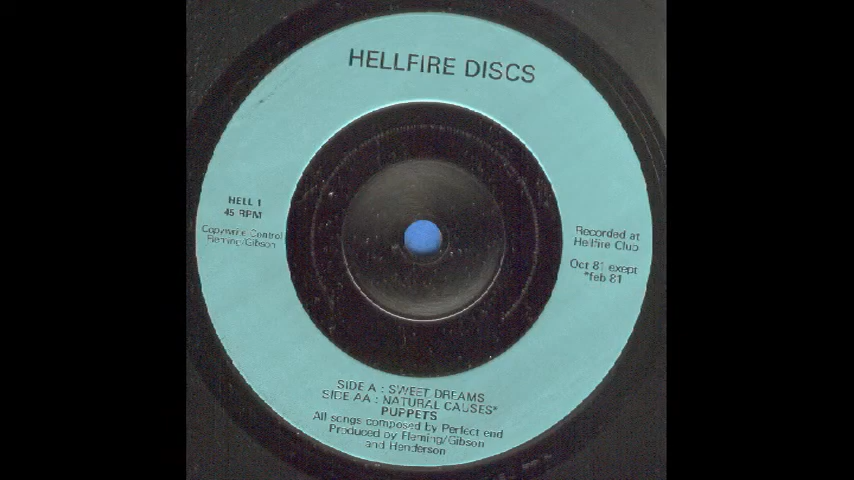 HELLFIRE DISCS
HELL 1
45 RPM
Copywrite Control
Fleming/Gibson
Recorded at
Hellfire Club
Oct 81 exept
*feb 81
SIDE A : SWEET DREAMS
SIDE AA : NATURAL CAUSES*
PUPPETS
All songs composed by Perfect end
Produced by Fleming/Gibson
and Henderson